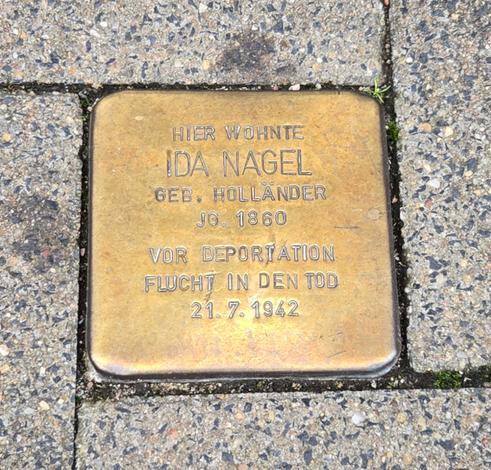 HIER WOHNTE
IDA NAGEL
GEB. HOLLÄNDER
JG. 1860
VOR DEPORTATION
FLUCHT IN DEN TOD
21.7.1942